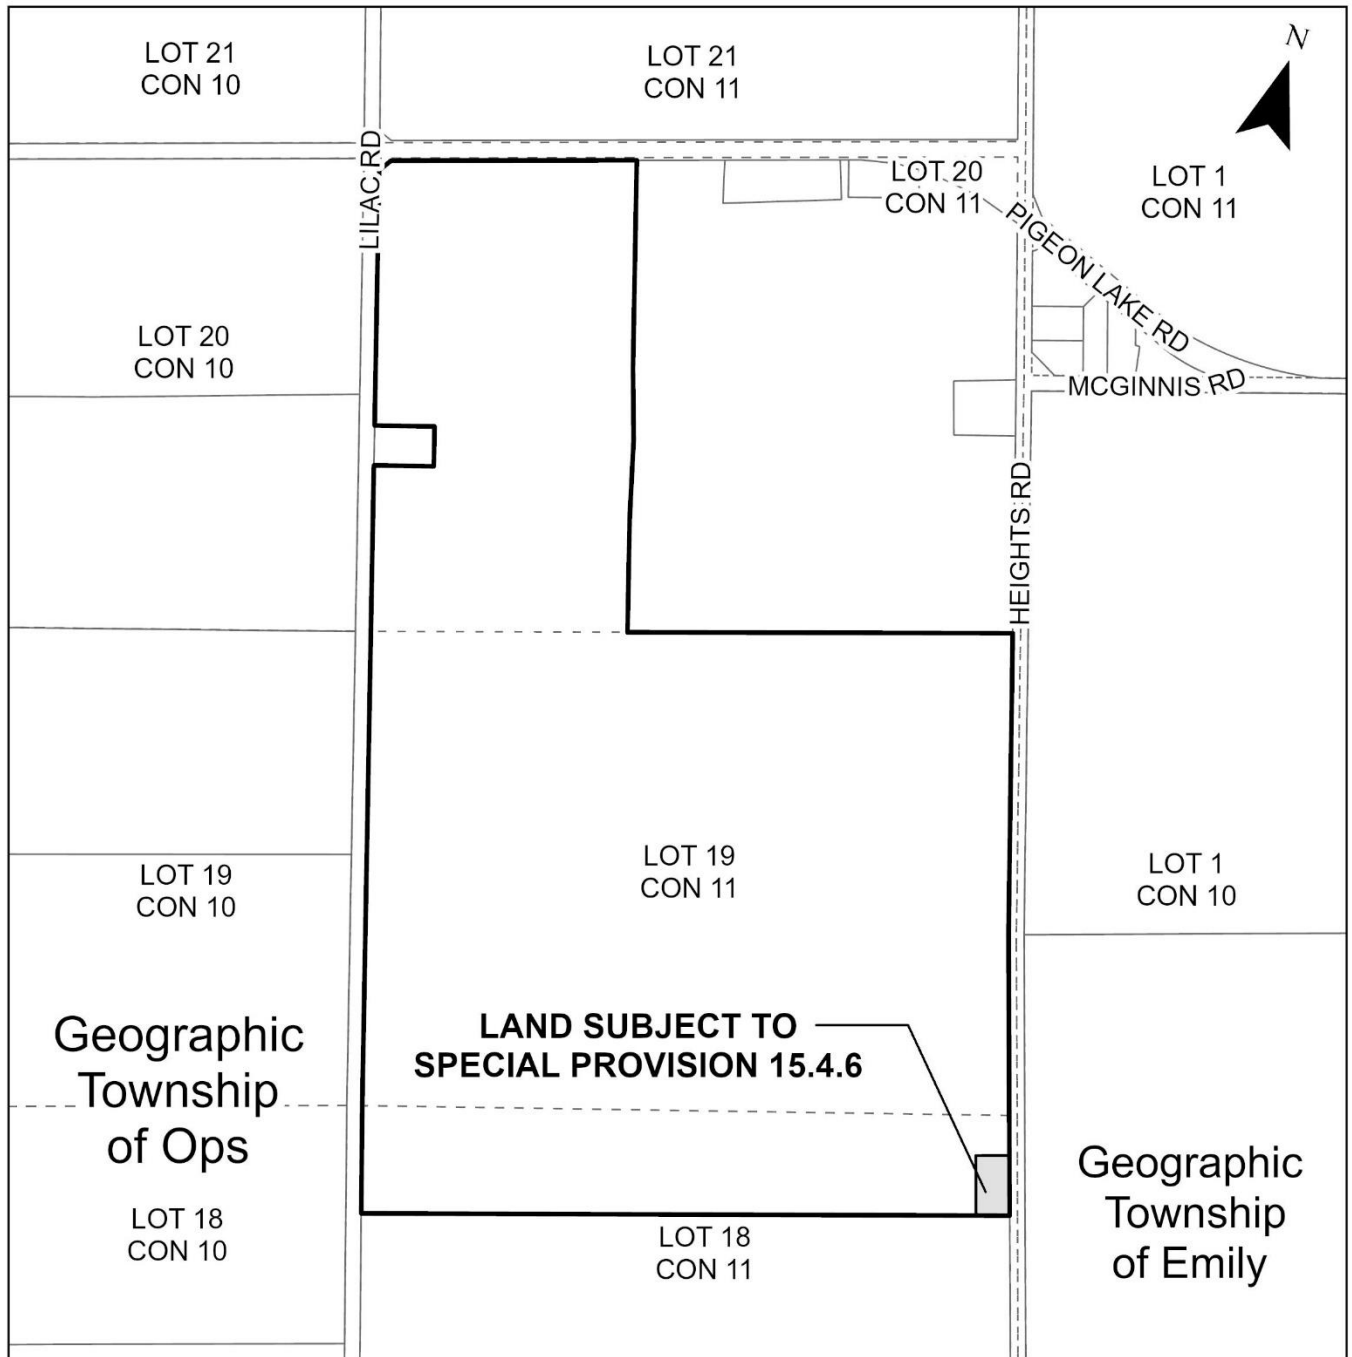 LOT 21
CON 10
LOT 21
CON 11
N
LILAC RD
LOT 20
CON 11
LOT 1
CON 11
PIGEON LAKE RD
LOT 20
CON 10
MCGINNIS RD
HEIGHTS RD
LOT 19
CON 10
LOT 19
CON 11
LOT 1
CON 10
Geographic
Township
of Ops
LAND SUBJECT TO
SPECIAL PROVISION 15.4.6
LOT 18
CON 10
LOT 18
CON 11
Geographic
Township
of Emily